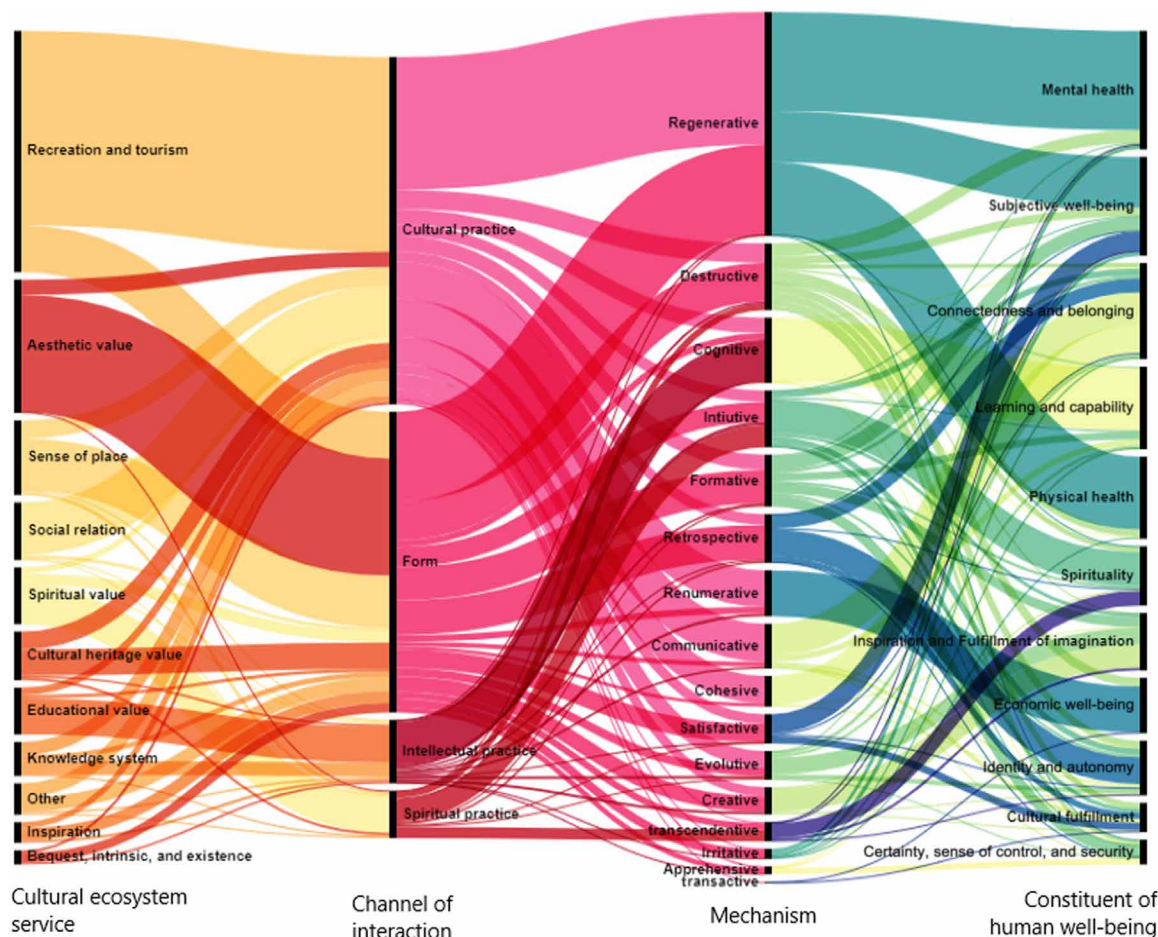 Recreation and tourism
Aesthetic value
Sense of place
Social relation
Spiritual value
Cultural heritage value
Educational value
Knowledge system
Other
Inspiration
Bequest, intrinsic, and existence
Cultural ecosystem
service
Cultural practice
Form
Intellectual practice
Spiritual practice
Channel of
interaction
Regenerative
Destructive
Cognitive
Intiutive
Formative
Retrospective
Renumerative
Communicative
Cohesive
Satisfactive
Evolutive
Creative
transcendentive
Irritative
Apprehensive
transactive
Mechanism
Mental health
Subjective well-being
Connectedness and belonging
Learning and capability
Physical health
Spirituality
Inspiration and Fulfillment of imagination
Economic well-being
Identity and autonomy
Cultural fulfillment
Certainty, sense of control, and security
Constituent of
human well-being